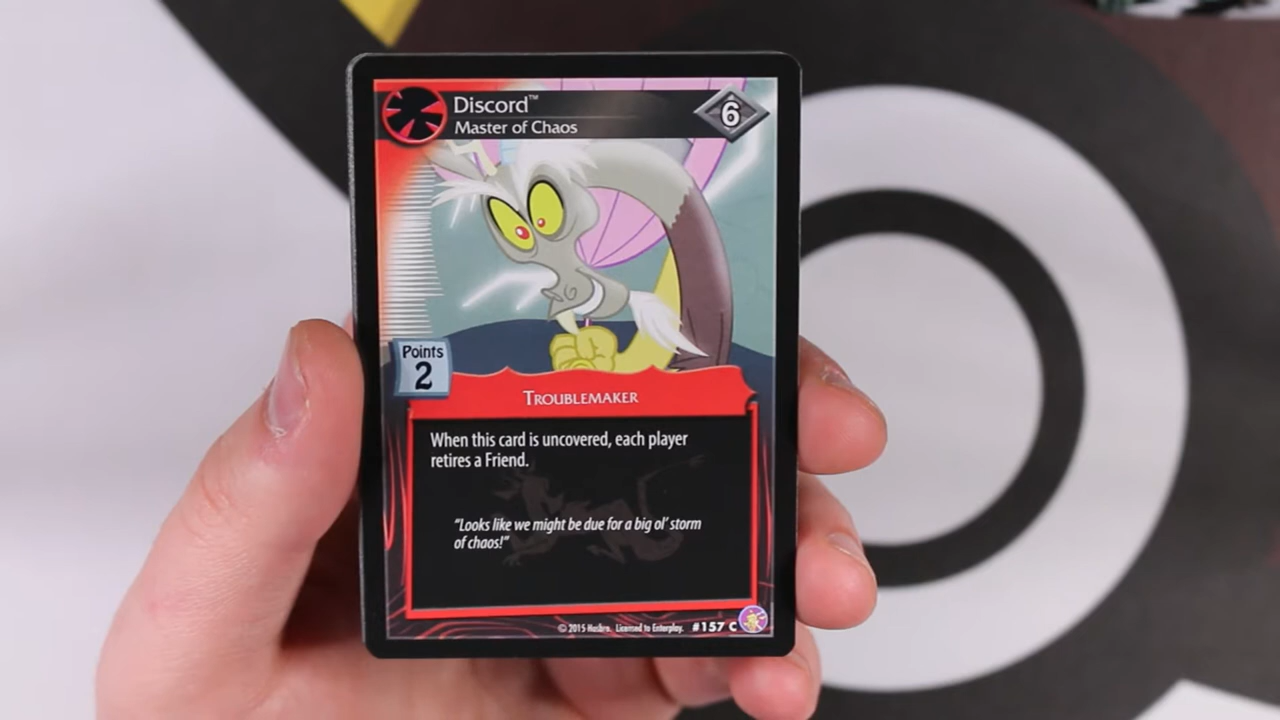 Discord™
Master of Chaos
6
Points
2
Troublemaker
When this card is uncovered, each player
retires a Friend.
"Looks like we might be due for a big ol' storm
of chaos!"
© 2015 Hasbro. Licensed to Enterplay. #157 C